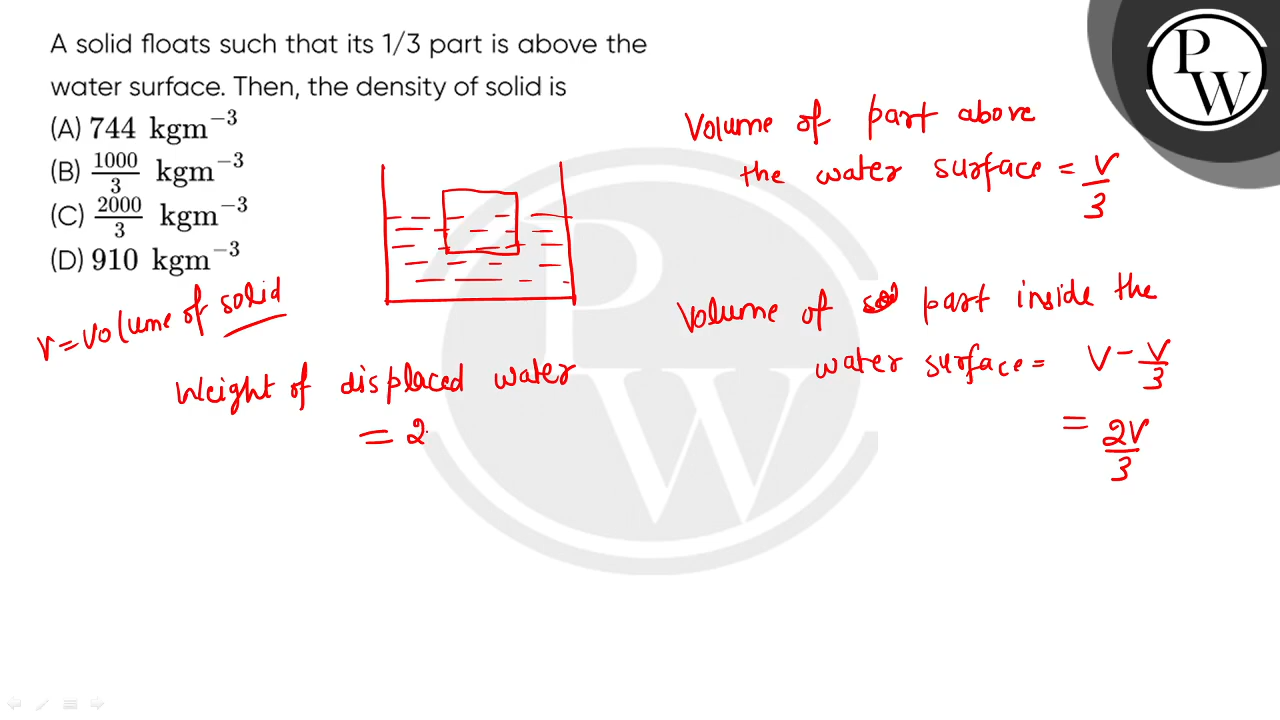 A solid floats such that its 1/3 part is above the
water surface. Then, the density of solid is
(A) 744 kgm⁻³
(B) 1000/3 kgm⁻³
(C) 2000/3 kgm⁻³
(D) 910 kgm⁻³
V = Volume of solid
Weight of displaced water
= 2
Volume of part above
the water surface = V/3
Volume of part inside the
water surface = V - V/3
= 2V/3
P
W
PW